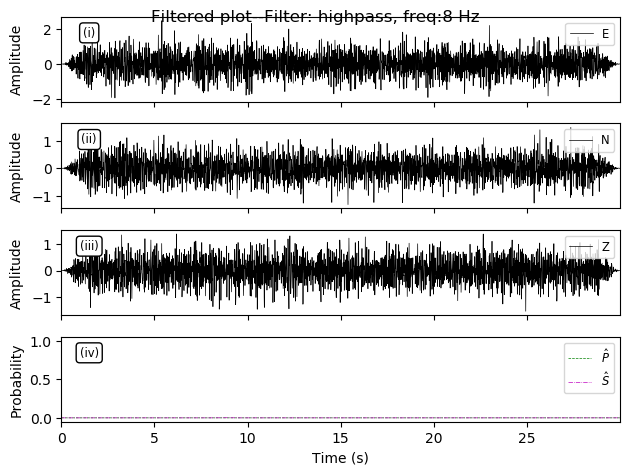 Filtered plot--Filter: highpass, freq:8 Hz
Amplitude
2
0
−2
(i)
E
Amplitude
1
0
−1
(ii)
N
Amplitude
1
0
−1
(iii)
Z
Probability
1.0
0.5
0.0
(iv)
P̂
Ŝ
0 5 10 15 20 25
Time (s)